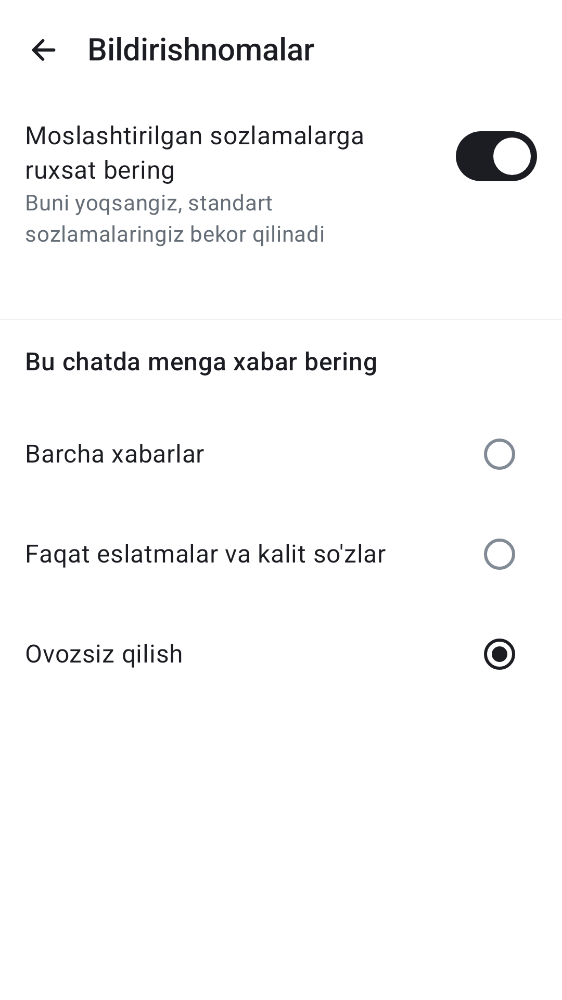 Bildirishnomalar
Moslashtirilgan sozlamalarga
ruxsat bering
Buni yoqsangiz, standart
sozlamalaringiz bekor qilinadi
Bu chatda menga xabar bering
Barcha xabarlar
Faqat eslatmalar va kalit so'zlar
Ovozsiz qilish